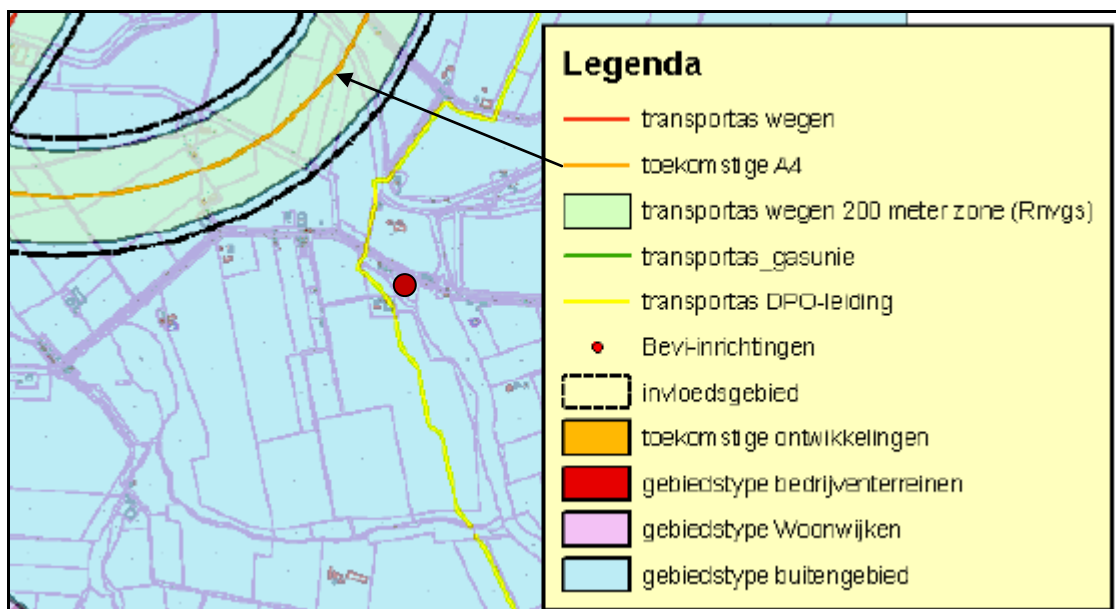 Legenda
transportas wegen
toekomstige A4
transportas wegen 200 meter zone (Rnvgs)
transportas_gasunie
transportas DPO-leiding
Bevi-inrichtingen
invloedsgebied
toekomstige ontwikkelingen
gebiedstype bedrijventerreinen
gebiedstype Woonwijken
gebiedstype buitengebied